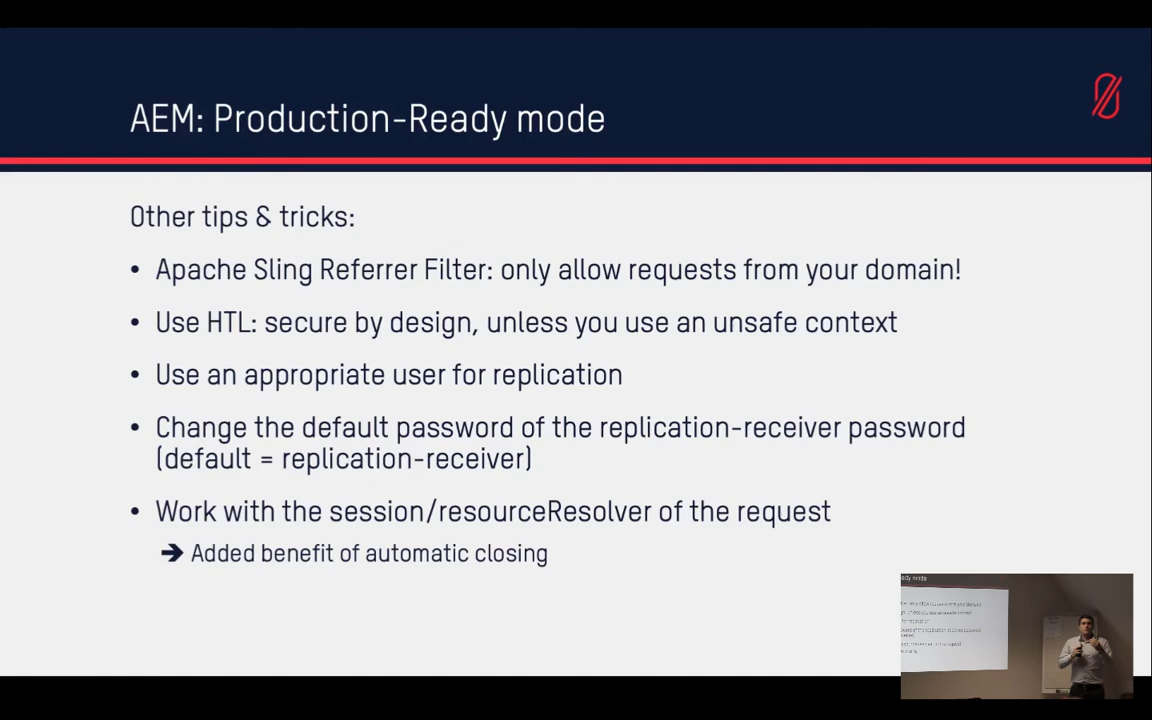 AEM: Production-Ready mode
Other tips & tricks:
• Apache Sling Referrer Filter: only allow requests from your domain!
• Use HTL: secure by design, unless you use an unsafe context
• Use an appropriate user for replication
• Change the default password of the replication-receiver password
(default = replication-receiver)
• Work with the session/resourceResolver of the request
➔ Added benefit of automatic closing